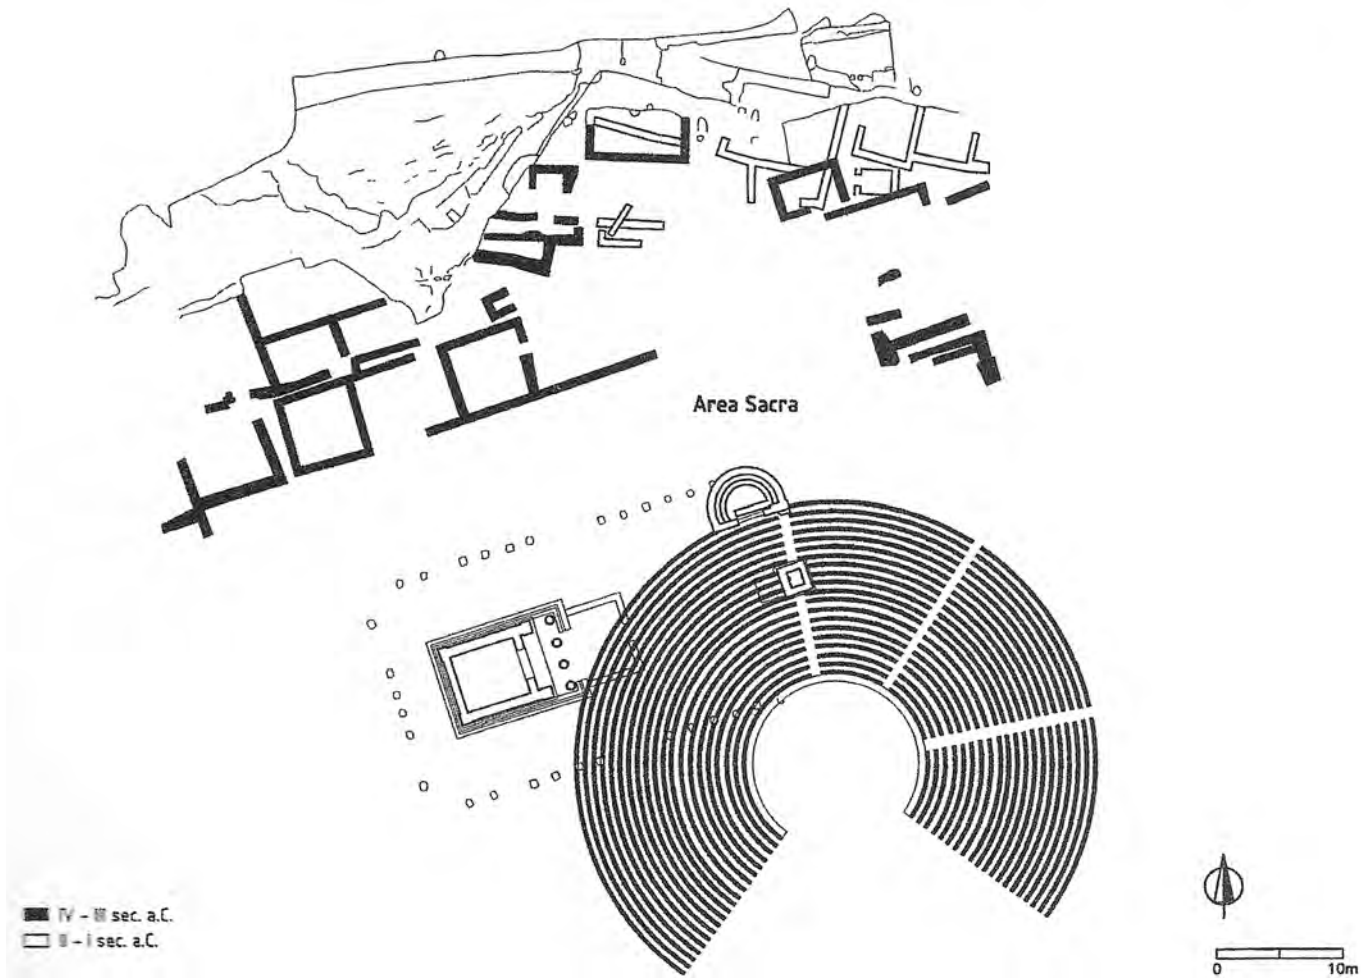 Area Sacra
IV - III sec. a.C.
II - I sec. a.C.
0 10m